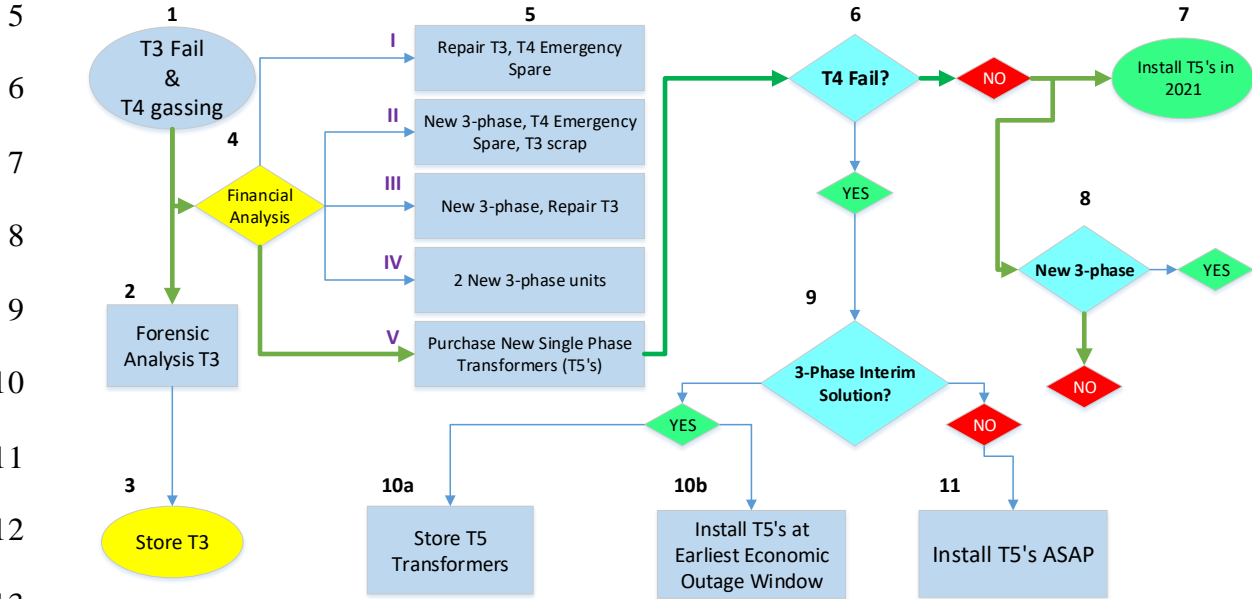 5
6
7
8
9
10
11
12
13
1
T3 Fail
&
T4 gassing
2
Forensic
Analysis T3
3
Store T3
4
Financial
Analysis
5
I
Repair T3, T4 Emergency
Spare
II
New 3-phase, T4 Emergency
Spare, T3 scrap
III
New 3-phase, Repair T3
IV
2 New 3-phase units
V
Purchase New Single Phase
Transformers (T5's)
6
T4 Fail?
NO
YES
7
Install T5's in
2021
8
New 3-phase
YES
NO
9
3-Phase Interim
Solution?
YES
NO
10a
Store T5
Transformers
10b
Install T5's at
Earliest Economic
Outage Window
11
Install T5's ASAP